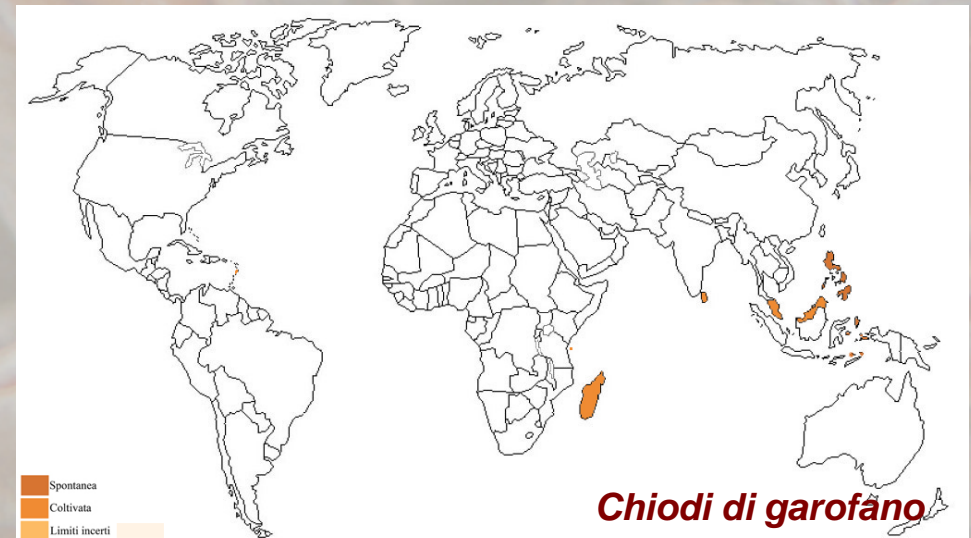 Spontanea
Coltivata
Limiti incerti
Chiodi di garofano